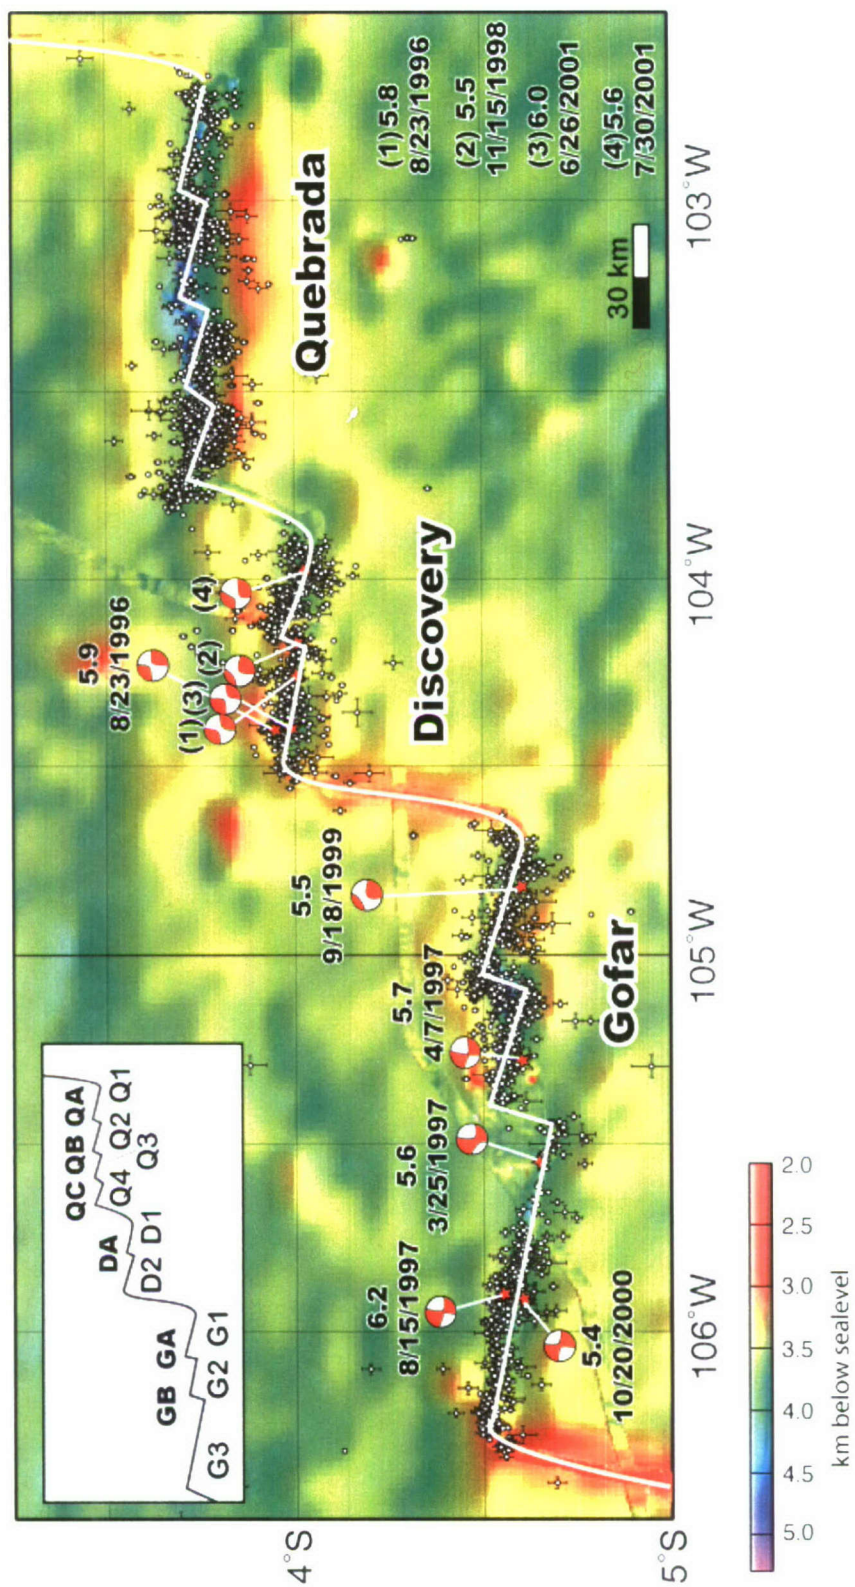 GB GA
DA
QC QB QA
G3 G2 G1
D2 D1
Q4 Q3 Q2 Q1
6.2
8/15/1997
5.6
3/25/1997
5.7
4/7/1997
5.5
9/18/1999
5.9
8/23/1996
(1)
(3)
(2)
(4)
5.4
10/20/2000
Gofar
Discovery
Quebrada
(1) 5.8
8/23/1996
(2) 5.5
11/15/1998
(3) 6.0
6/26/2001
(4) 5.6
7/30/2001
30 km
4°S
5°S
106°W
105°W
104°W
103°W
5.0 4.5 4.0 3.5 3.0 2.5 2.0
km below sealevel